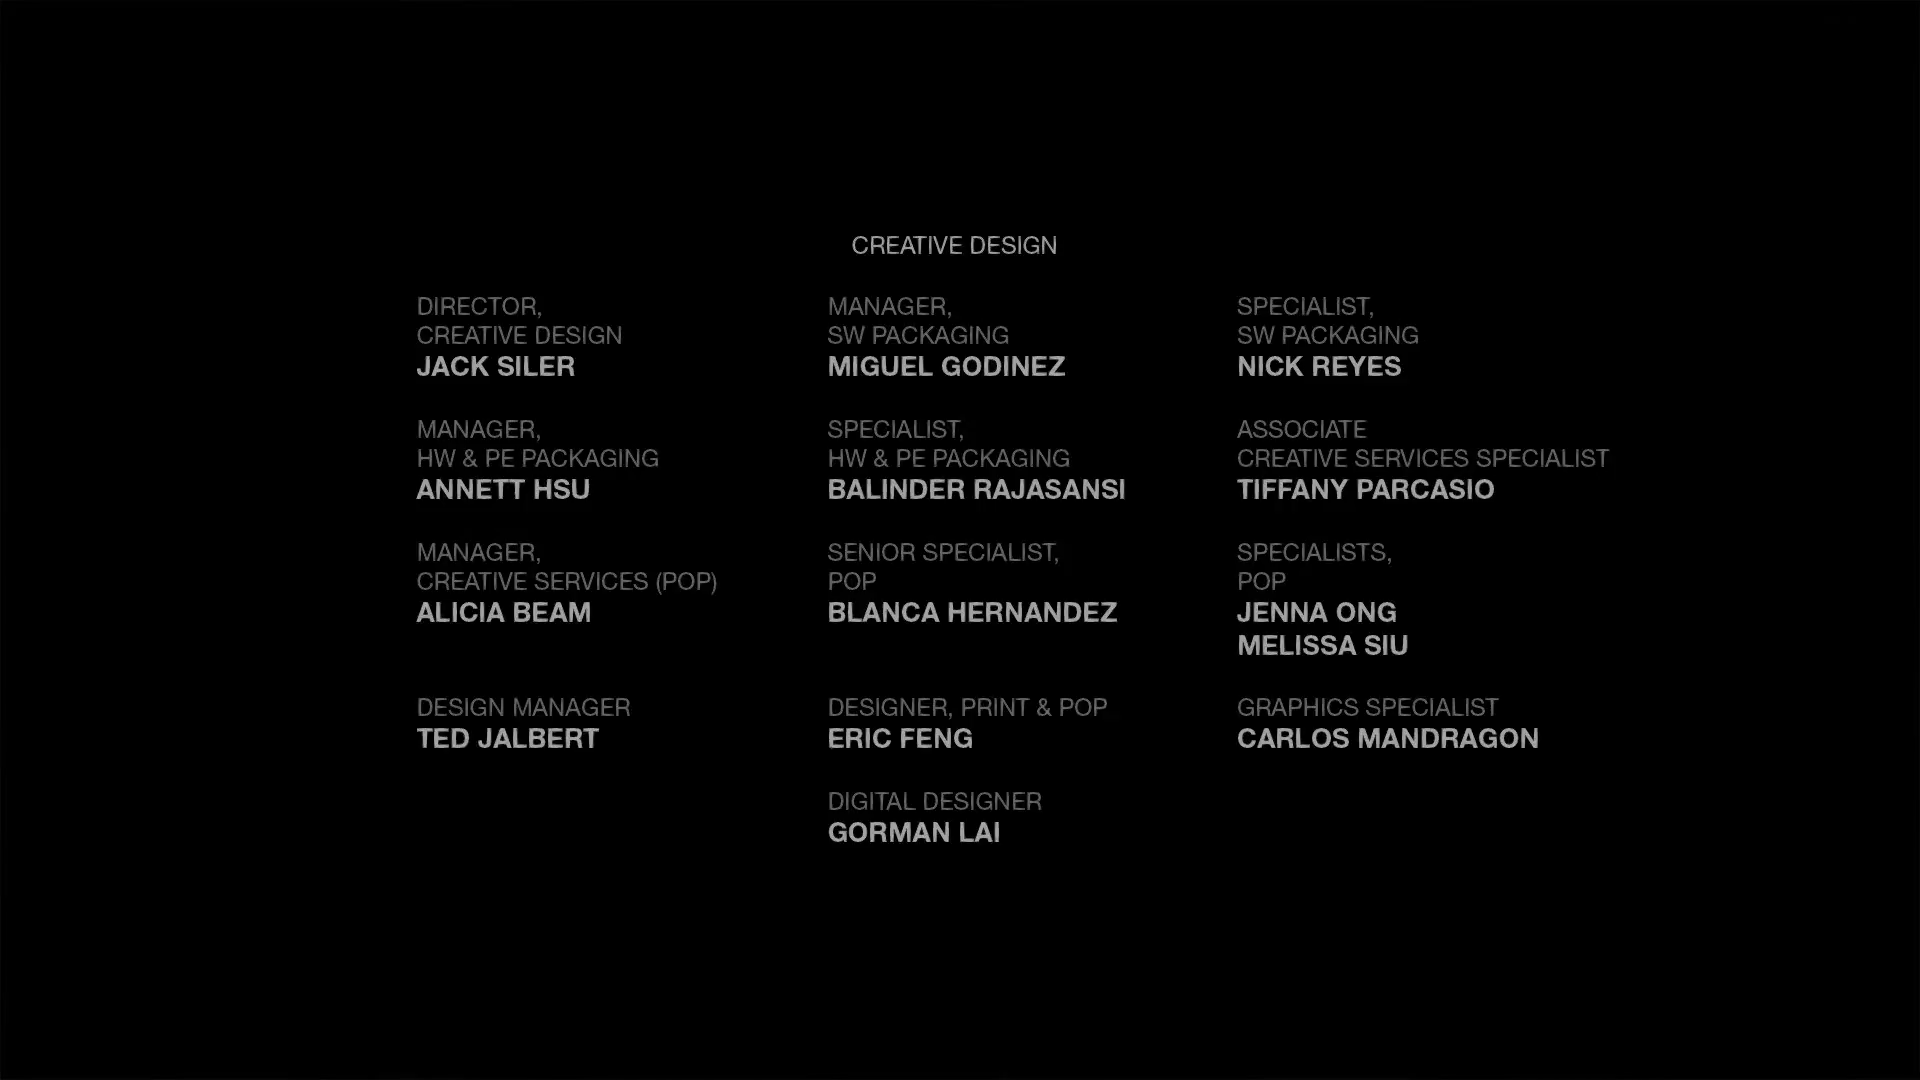 CREATIVE DESIGN
DIRECTOR,
CREATIVE DESIGN
JACK SILER
MANAGER,
SW PACKAGING
MIGUEL GODINEZ
SPECIALIST,
SW PACKAGING
NICK REYES
MANAGER,
HW & PE PACKAGING
ANNETT HSU
SPECIALIST,
HW & PE PACKAGING
BALINDER RAJASANSI
ASSOCIATE
CREATIVE SERVICES SPECIALIST
TIFFANY PARCASIO
MANAGER,
CREATIVE SERVICES (POP)
ALICIA BEAM
SENIOR SPECIALIST,
POP
BLANCA HERNANDEZ
SPECIALISTS,
POP
JENNA ONG
MELISSA SIU
DESIGN MANAGER
TED JALBERT
DESIGNER, PRINT & POP
ERIC FENG
GRAPHICS SPECIALIST
CARLOS MANDRAGON
DIGITAL DESIGNER
GORMAN LAI